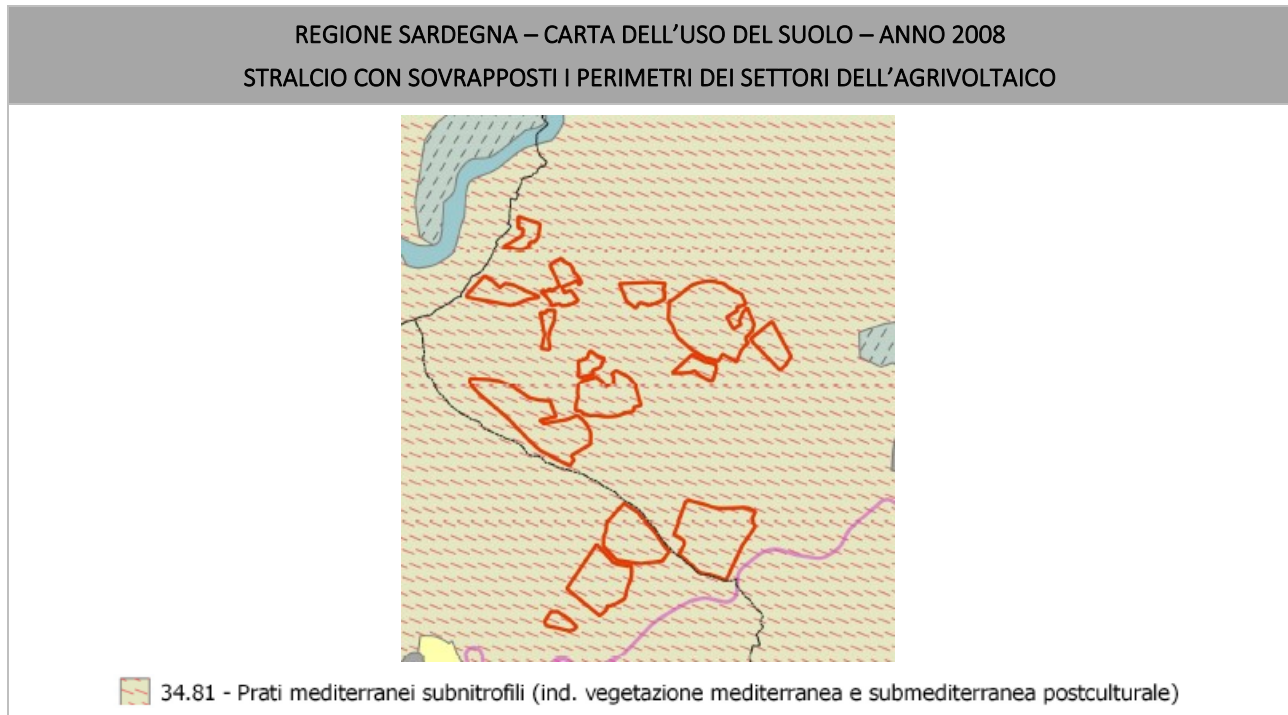 REGIONE SARDEGNA – CARTA DELL’USO DEL SUOLO – ANNO 2008
STRALCIO CON SOVRAPPOSTI I PERIMETRI DEI SETTORI DELL’AGRIVOLTAICO
34.81 - Prati mediterranei subnitrofili (ind. vegetazione mediterranea e submediterranea postculturale)